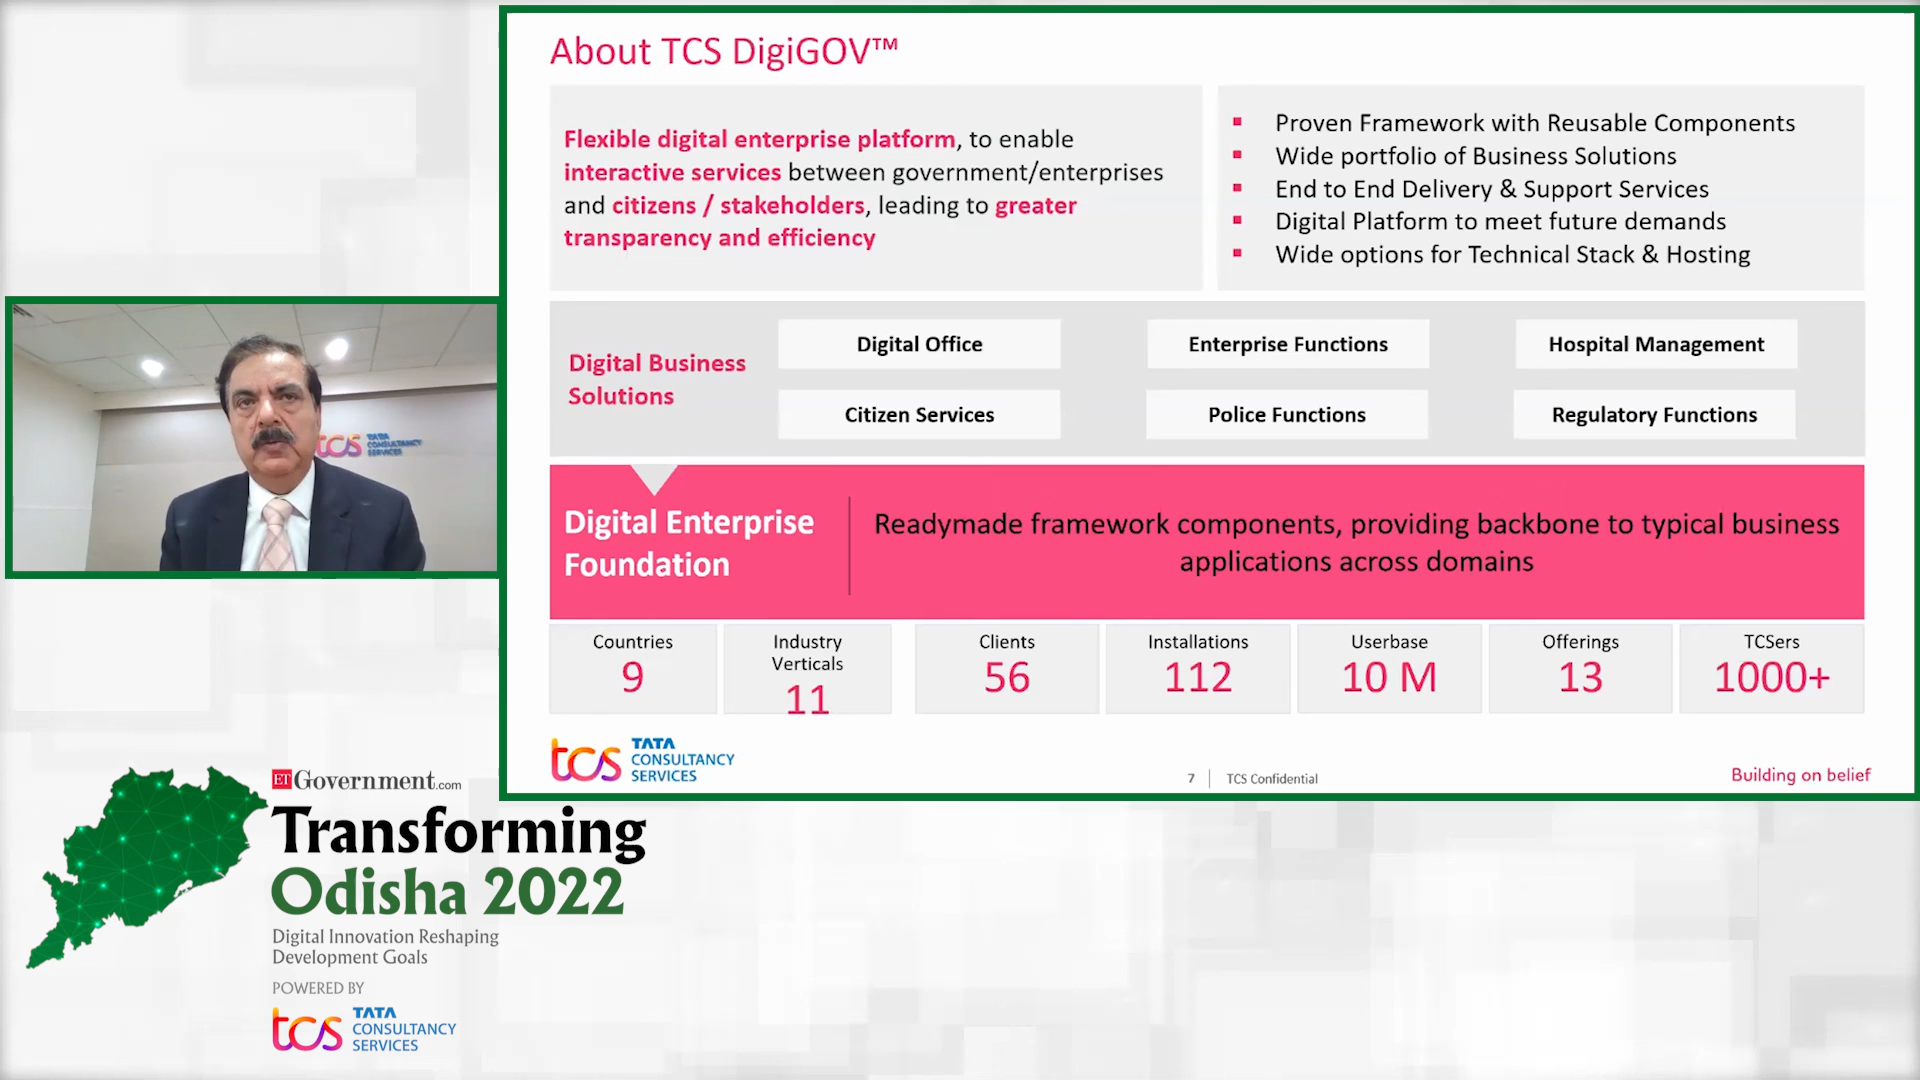 About TCS DigiGOV™
Flexible digital enterprise platform, to enable
interactive services between government/enterprises
and citizens / stakeholders, leading to greater
transparency and efficiency
▪ Proven Framework with Reusable Components
▪ Wide portfolio of Business Solutions
▪ End to End Delivery & Support Services
▪ Digital Platform to meet future demands
▪ Wide options for Technical Stack & Hosting
Digital Business
Solutions
Digital Office
Enterprise Functions
Hospital Management
Citizen Services
Police Functions
Regulatory Functions
Digital Enterprise
Foundation
Readymade framework components, providing backbone to typical business
applications across domains
Countries
9
Industry
Verticals
11
Clients
56
Installations
112
Userbase
10 M
Offerings
13
TCSers
1000+
tcs
TATA
CONSULTANCY
SERVICES
7 | TCS Confidential
Building on belief
tcs
TATA
CONSULTANCY
SERVICES
ET Government.com
Transforming
Odisha 2022
Digital Innovation Reshaping
Development Goals
POWERED BY
tcs
TATA
CONSULTANCY
SERVICES